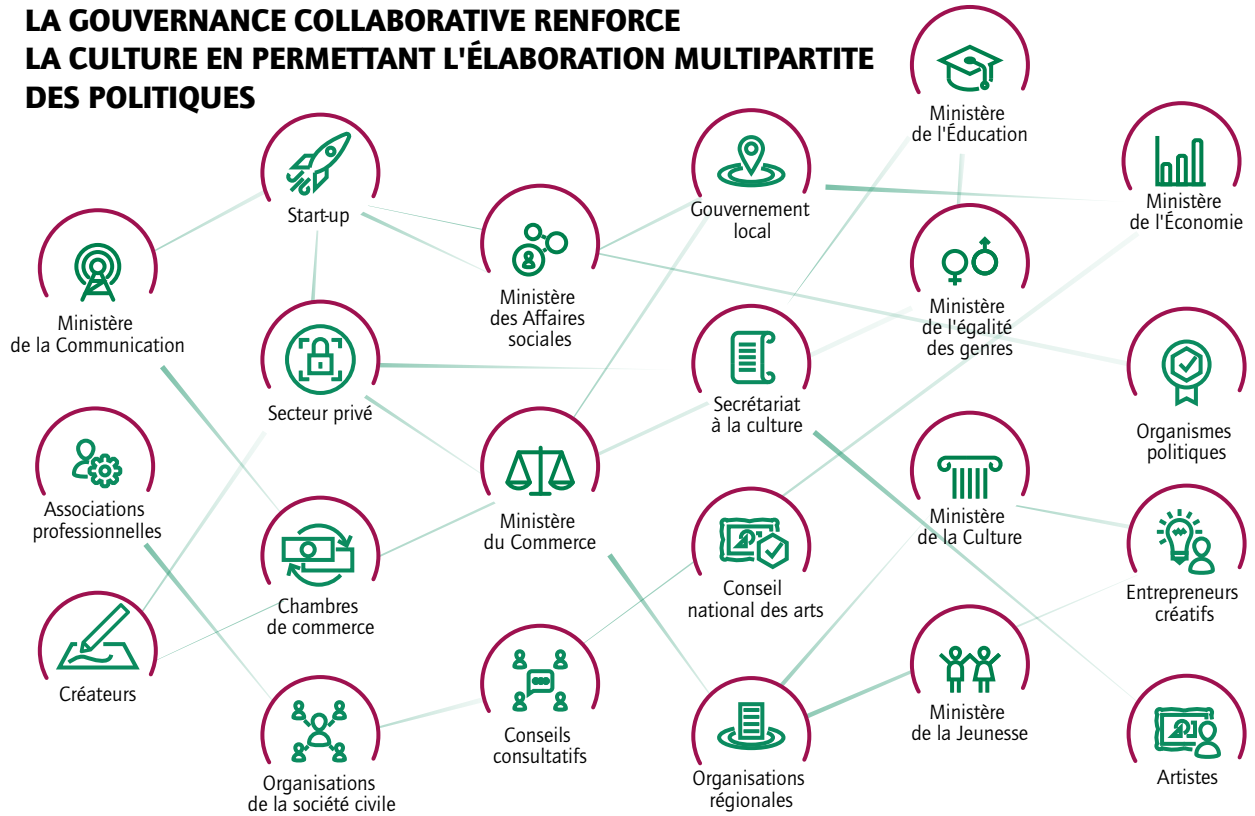 LA GOUVERNANCE COLLABORATIVE RENFORCE
LA CULTURE EN PERMETTANT L'ÉLABORATION MULTIPARTITE
DES POLITIQUES
Ministère
de la Communication
Associations
professionnelles
Créateurs
Start-up
Secteur privé
Chambres
de commerce
Organisations
de la société civile
Ministère
des Affaires
sociales
Ministère
du Commerce
Conseils
consultatifs
Gouvernement
local
Secrétariat
à la culture
Conseil
national des arts
Organisations
régionales
Ministère
de l'Éducation
Ministère
de l'égalité
des genres
Ministère
de la Culture
Ministère
de la Jeunesse
Ministère
de l'Économie
Organismes
politiques
Entrepreneurs
créatifs
Artistes